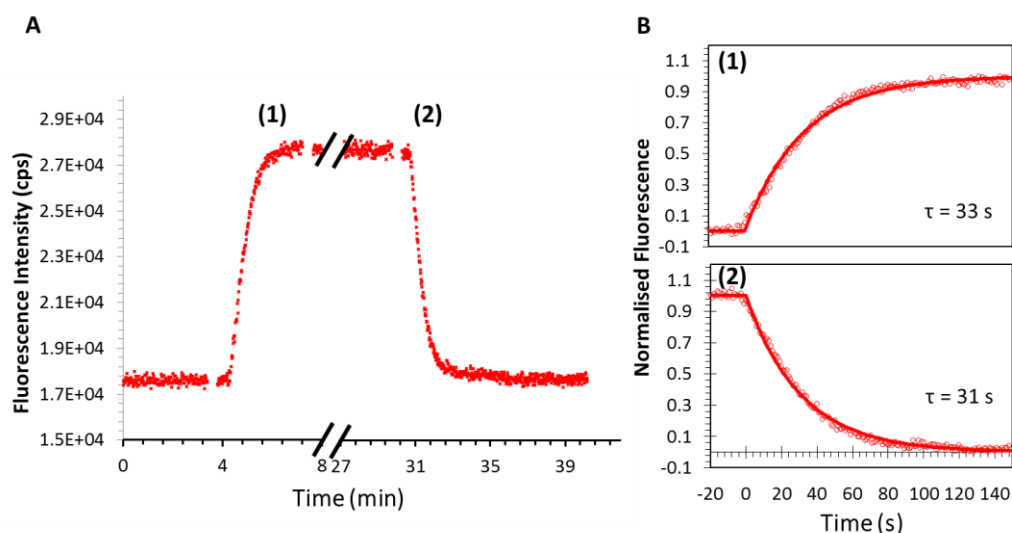 A
Fluorescence Intensity (cps)
2.9E+04
2.7E+04
2.5E+04
2.3E+04
2.1E+04
1.9E+04
1.7E+04
1.5E+04
(1)
(2)
0 4 8 27 31 35 39
Time (min)
B
Normalised Fluorescence
(1)
1.1
0.9
0.7
0.5
0.3
0.1
-0.1
τ = 33 s
(2)
1.1
0.9
0.7
0.5
0.3
0.1
-0.1
τ = 31 s
-20 0 20 40 60 80 100 120 140
Time (s)